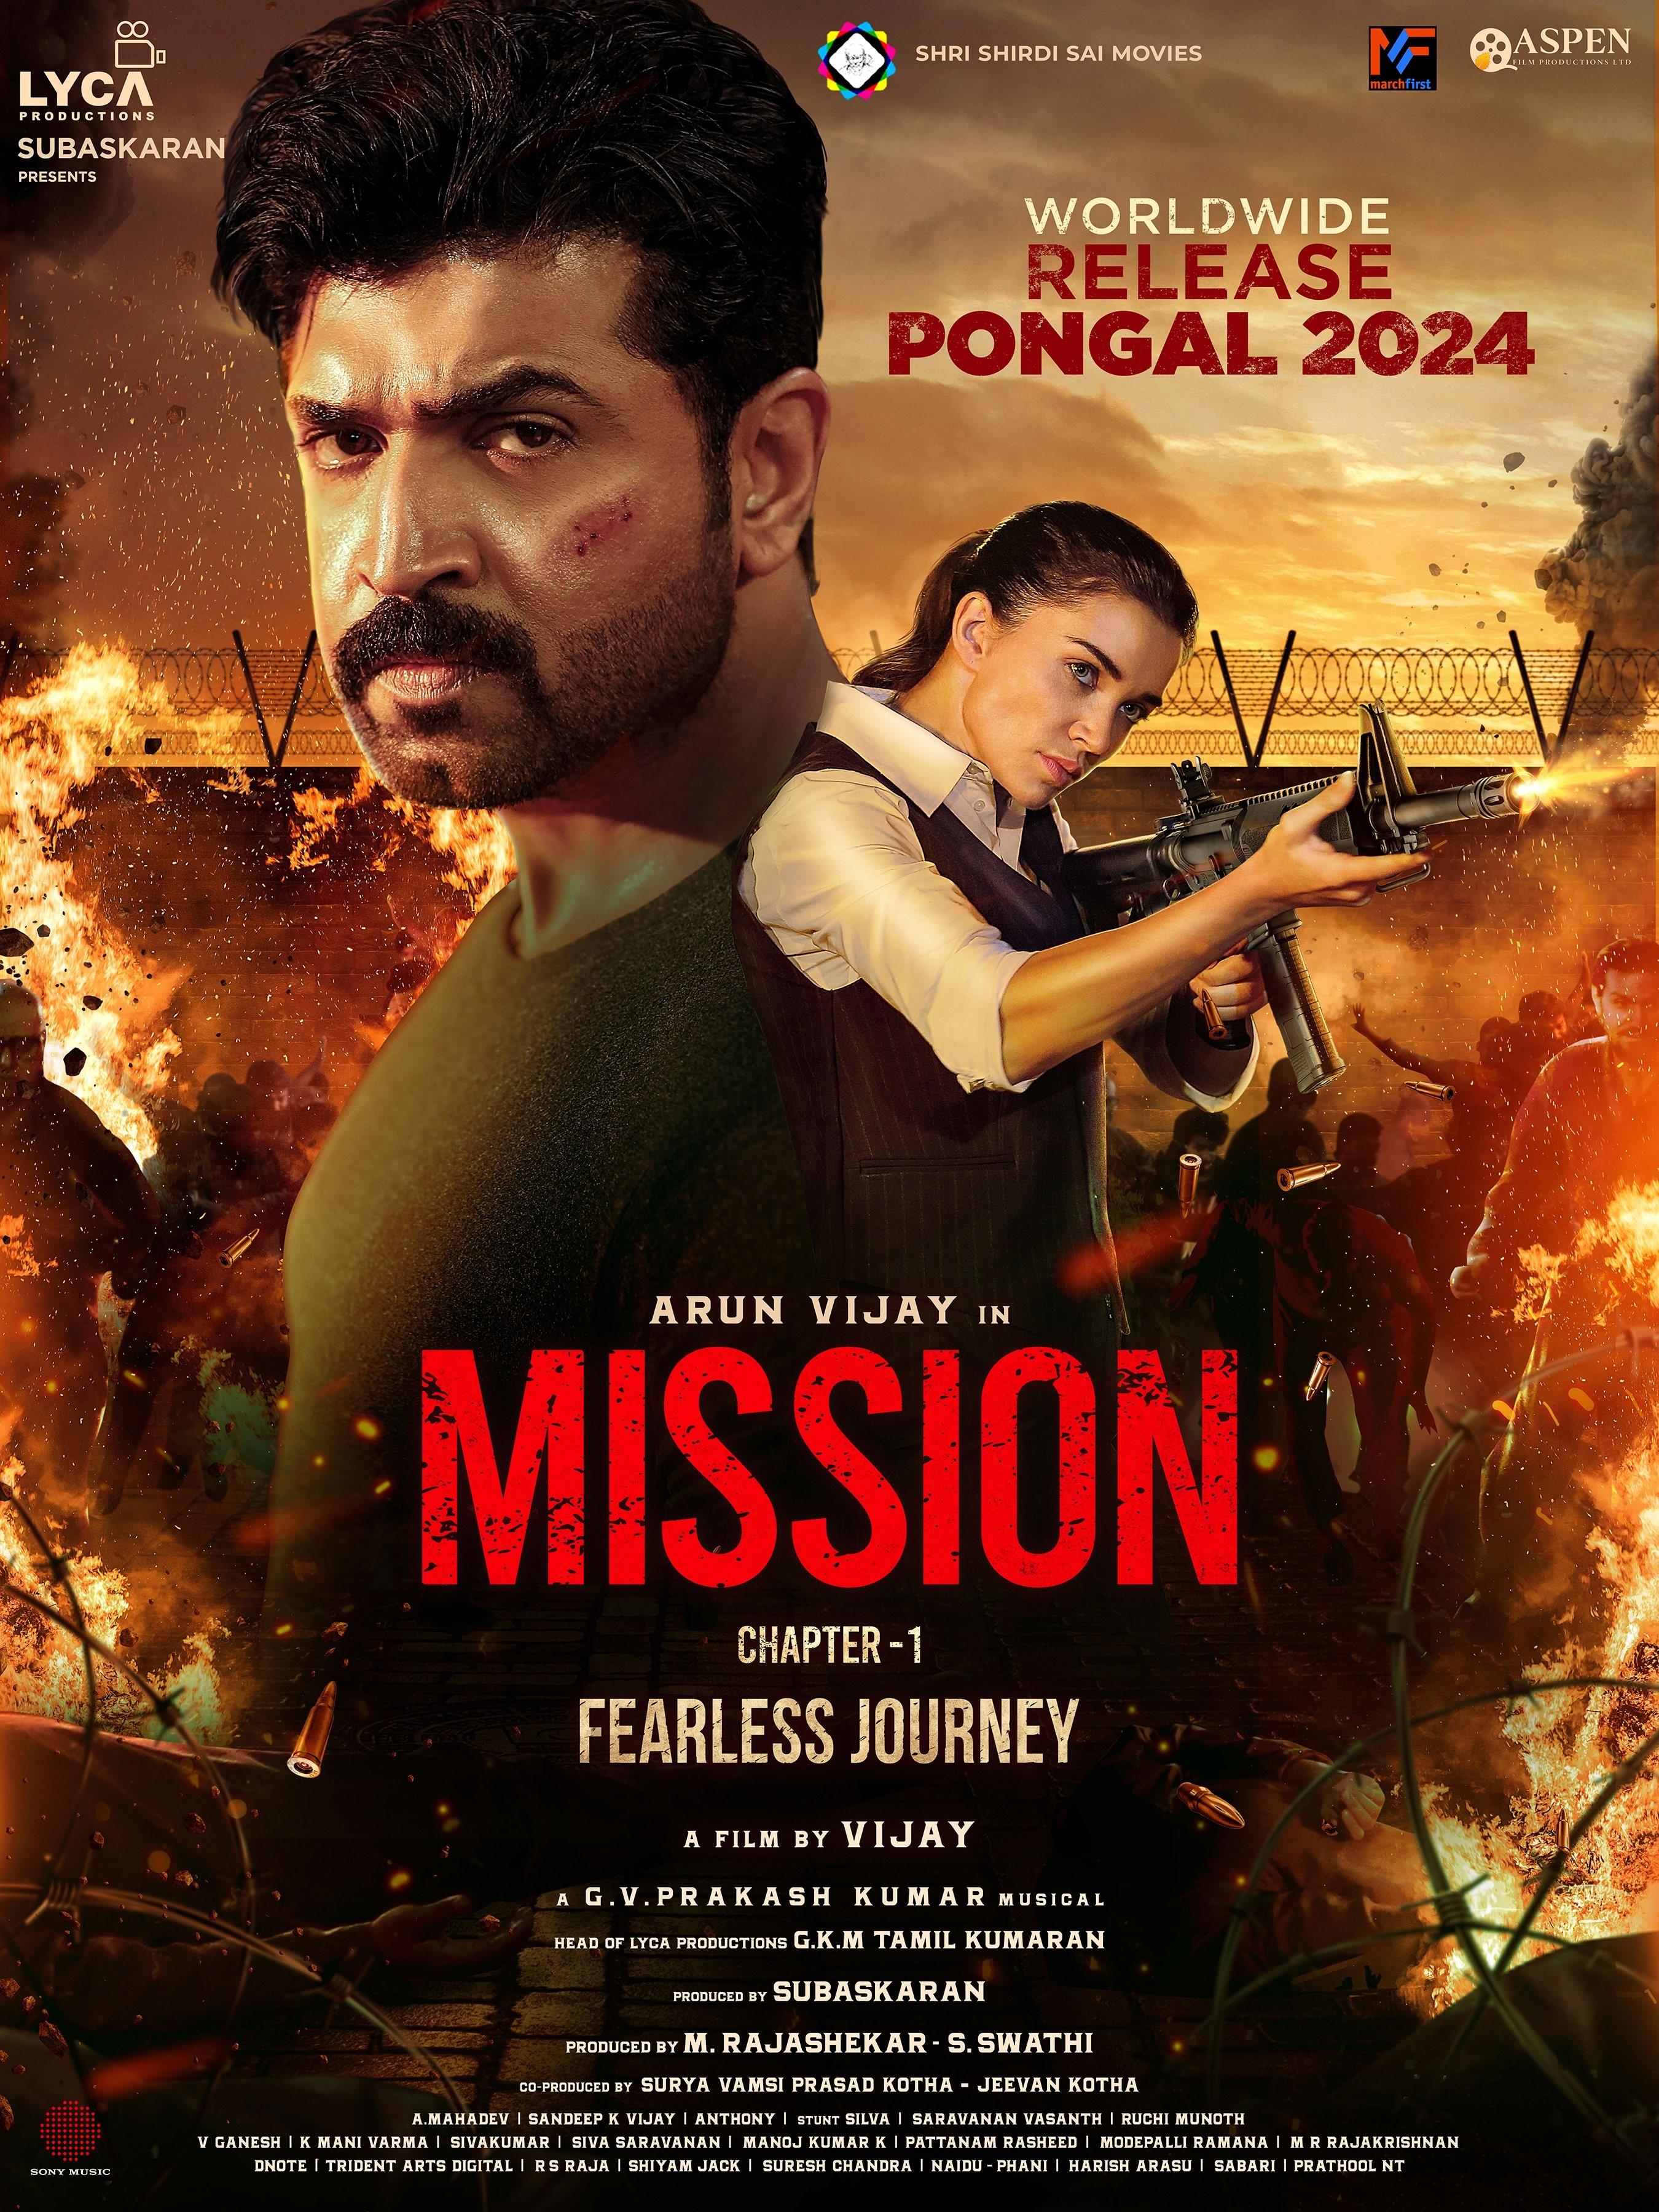 LYCA
PRODUCTIONS
SUBASKARAN
PRESENTS
SHRI SHIRDI SAI MOVIES
MF
marchfirst
ASPEN
FILM PRODUCTIONS LTD
WORLDWIDE
RELEASE
PONGAL 2024
ARUN VIJAY IN
MISSION
CHAPTER - 1
FEARLESS JOURNEY
A FILM BY VIJAY
A G.V.PRAKASH KUMAR MUSICAL
HEAD OF LYCA PRODUCTIONS G.K.M TAMIL KUMARAN
PRODUCED BY SUBASKARAN
PRODUCED BY M. RAJASHEKAR - S. SWATHI
CO-PRODUCED BY SURYA VAMSI PRASAD KOTHA - JEEVAN KOTHA
A.MAHADEV | SANDEEP K VIJAY | ANTHONY | STUNT SILVA | SARAVANAN VASANTH | RUCHI MUNOTH
V GANESH | K MANI VARMA | SIVAKUMAR | SIVA SARAVANAN | MANOJ KUMAR K | PATTANAM RASHEED | MODEPALLI RAMANA | M R RAJAKRISHNAN
DNOTE | TRIDENT ARTS DIGITAL | R S RAJA | SHIYAM JACK | SURESH CHANDRA | NAIDU - PHANI | HARISH ARASU | SABARI | PRATHOOL NT
SONY MUSIC